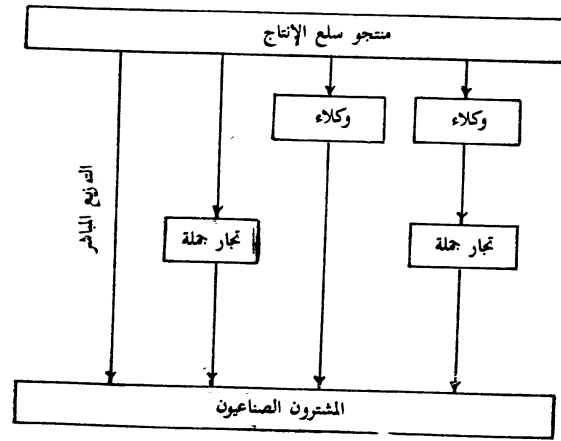 منتجو سلع الإنتاج
وكلاء
وكلاء
التوزيع المباشر
تجار جملة
تجار جملة
المشترون الصناعيون